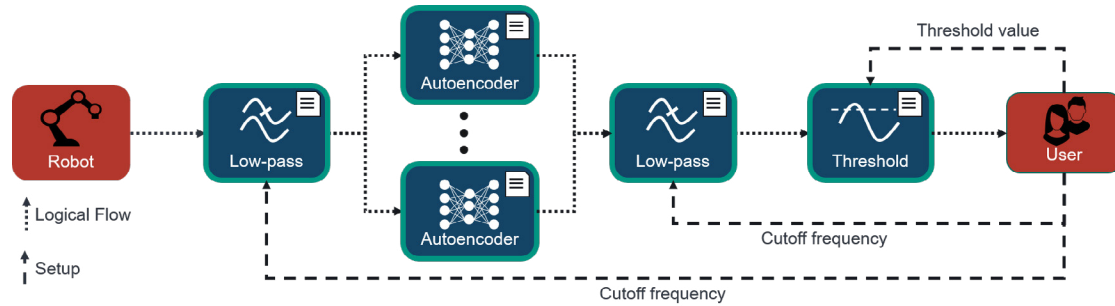 Threshold value
Autoencoder
Robot
Low-pass
Low-pass
Threshold
User
Autoencoder
Logical Flow
Setup
Cutoff frequency
Cutoff frequency